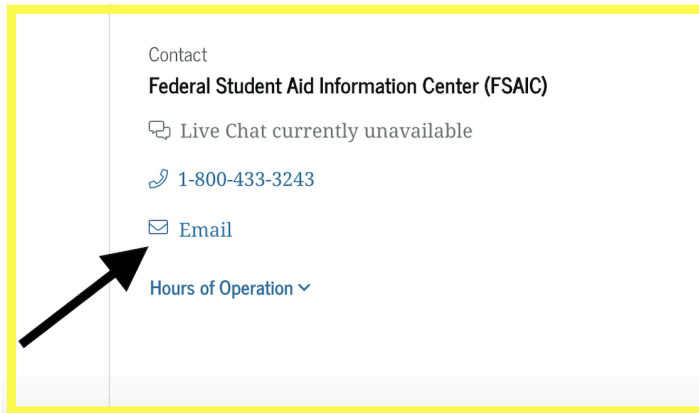 Contact
Federal Student Aid Information Center (FSAIC)
Live Chat currently unavailable
1-800-433-3243
Email
Hours of Operation